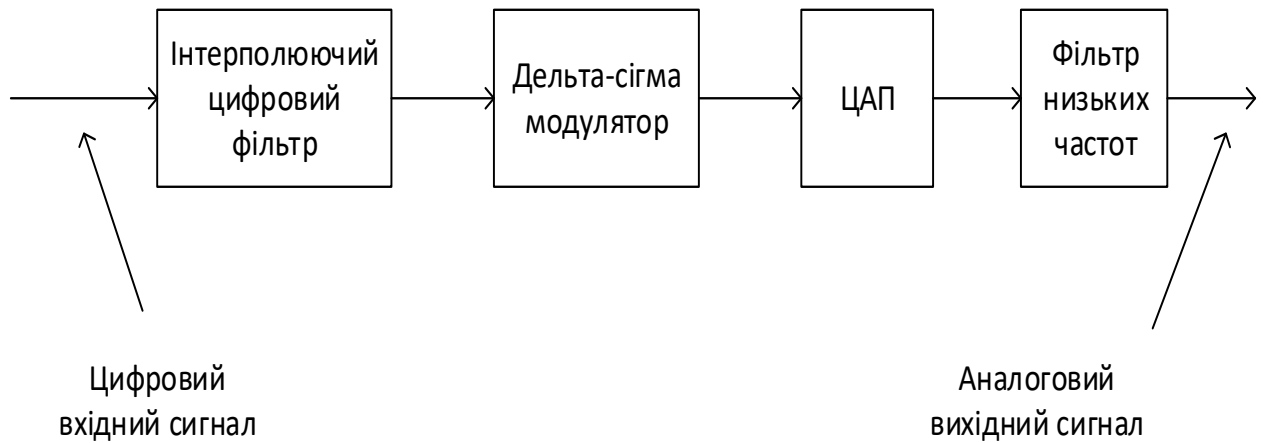 Інтерполюючий
цифровий
фільтр
Дельта-сігма
модулятор
ЦАП
Фільтр
низьких
частот
Цифровий
вхідний сигнал
Аналоговий
вихідний сигнал